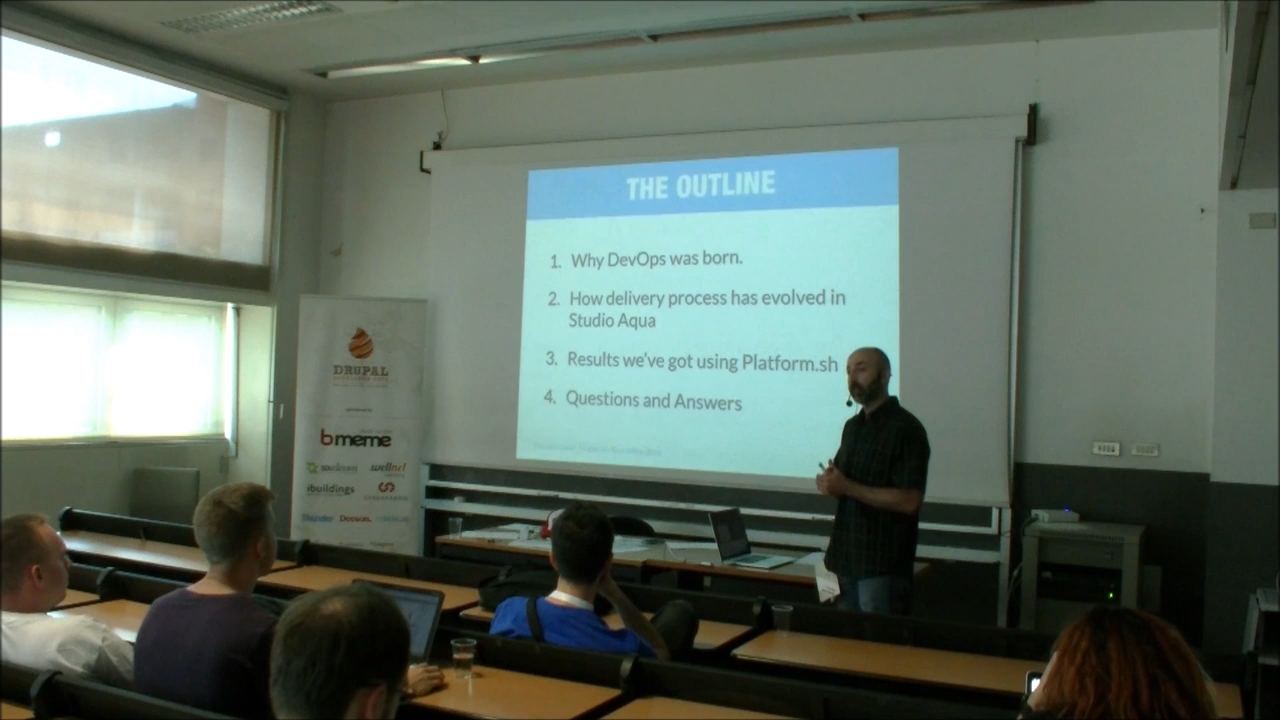 THE OUTLINE
1. Why DevOps was born.
2. How delivery process has evolved in
Studio Aqua
3. Results we've got using Platform.sh
4. Questions and Answers
DRUPAL
bmeme
wellnet
ibuildings